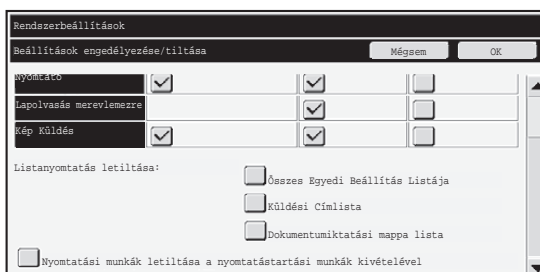 Rendszerbeállítások
Beállítások engedélyezése/tiltása Mégsem OK
Nyomtató
Lapolvasás merevlemezre
Kép Küldés
Listanyomtatás letiltása:
Összes Egyedi Beállítás Listája
Küldési Címlista
Dokumentumiktatási mappa lista
Nyomtatási munkák letiltása a nyomtatástartási munkák kivételével